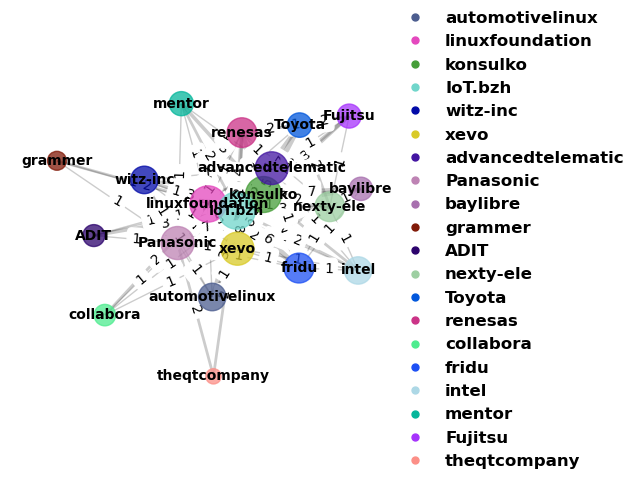 automotivelinux
linuxfoundation
konsulko
IoT.bzh
witz-inc
xevo
advancedtelematic
Panasonic
baylibre
grammer
ADIT
nexty-ele
Toyota
renesas
collabora
fridu
intel
mentor
Fujitsu
theqtcompany
mentor
renesas
Toyota
Fujitsu
grammer
witz-inc
advancedtelematic
konsulko
baylibre
linuxfoundation
IoT.bzh
nexty-ele
ADIT
Panasonic
xevo
fridu
intel
automotivelinux
collabora
theqtcompany